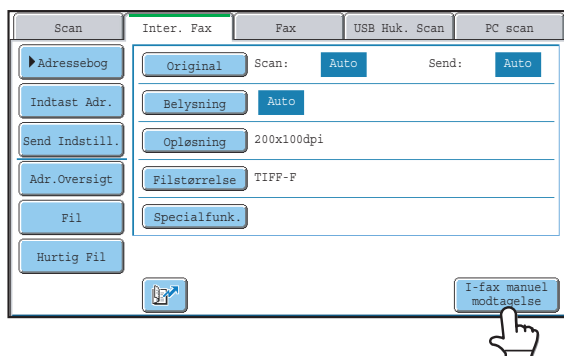 Scan Inter. Fax Fax USB Huk. Scan PC scan
Adressebog Original Scan: Auto Send: Auto
Indtast Adr. Belysning Auto
Send Indstill. Opløsning 200x100dpi
Adr.Oversigt Filstørrelse TIFF-F
Fil Specialfunk.
Hurtig Fil
I-fax manuel
modtagelse